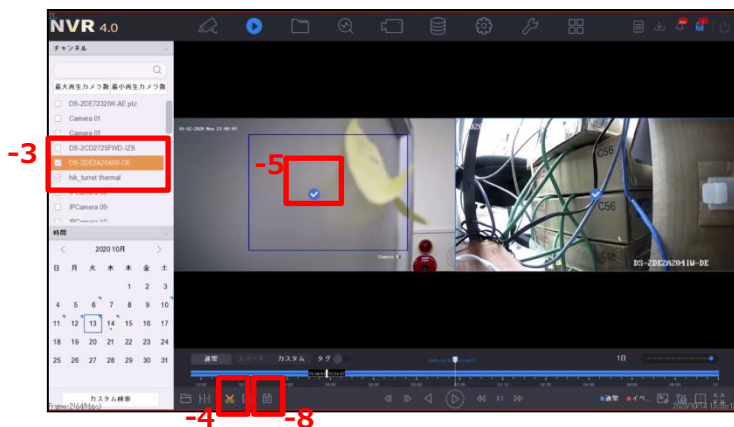 NVR 4.0
チャンネル
最大再生カメラ数 最小再生カメラ数
DS-2DE7232IW-AE ptz
Camera 01
Camera 01
-3
DS-2CD2725FWD-IZS
DS-2DE2A204IW-DE
hik_turret thermal
IPCamera 09
IPCamera 10
-5
C56
C56
DS-2DE2A204IW-DE
時間
2020 10月
日 月 火 水 木 金 土
1 2 3
4 5 6 7 8 9 10
11 12 13 14 15 16 17
18 19 20 21 22 23 24
25 26 27 28 29 30 31
通常 スマート カスタム タグ
1日
カスタム検索
X1
通常 イベ...
-4
-8